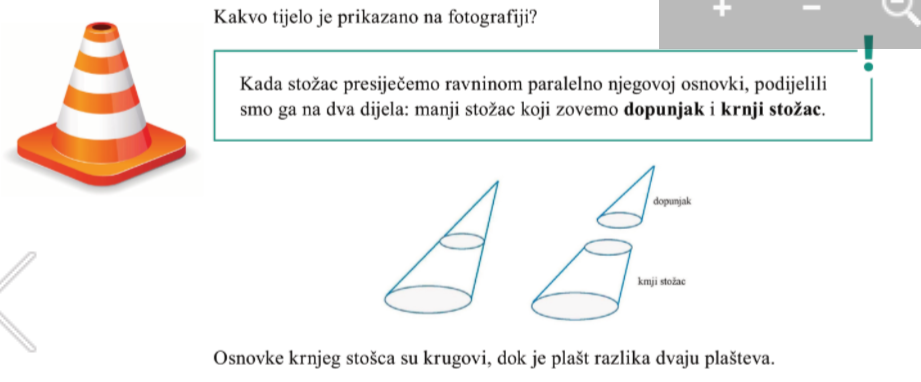 Kakvo tijelo je prikazano na fotografiji?
Kada stožac presiječemo ravninom paralelno njegovoj osnovki, podijelili
smo ga na dva dijela: manji stožac koji zovemo dopunjak i krnji stožac.
dopunjak
krnji stožac
Osnovke krnjeg stošca su krugovi, dok je plašt razlika dvaju plašteva.